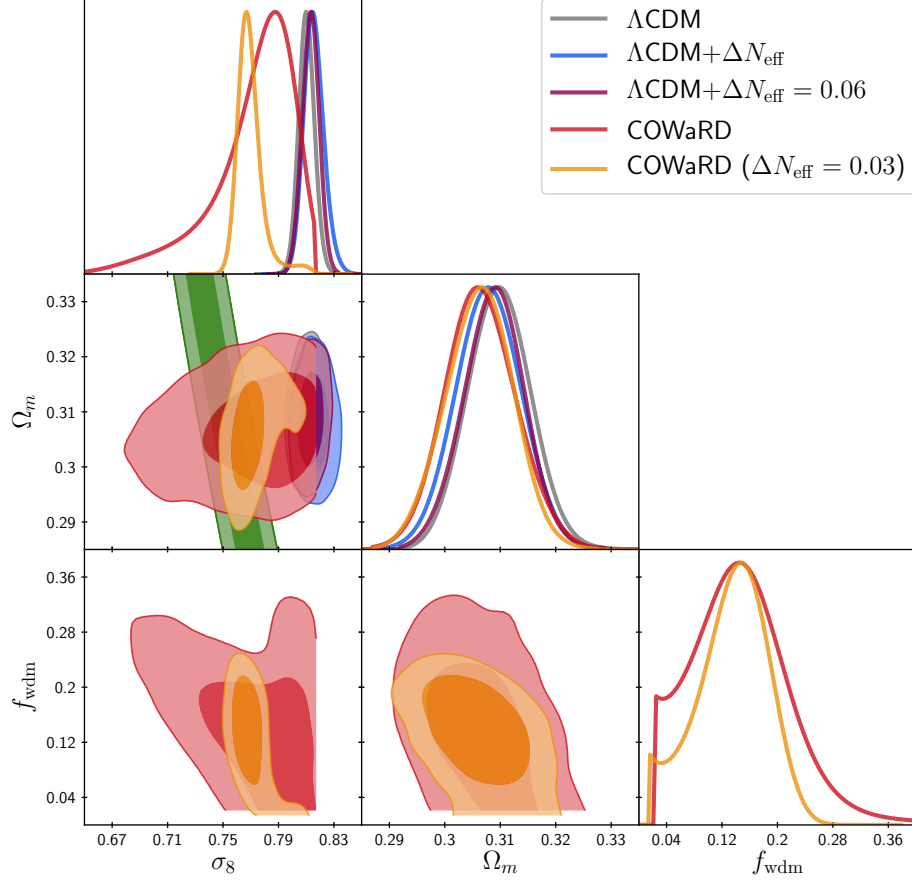 ΛCDM
ΛCDM+ΔN_eff
ΛCDM+ΔN_eff = 0.06
COWaRD
COWaRD (ΔN_eff = 0.03)
0.33
0.32
0.31
0.3
0.29
Ω_m
0.36
0.28
0.2
0.12
0.04
f_wdm
0.67 0.71 0.75 0.79 0.83
σ_8
0.29 0.3 0.31 0.32 0.33
Ω_m
0.04 0.12 0.2 0.28 0.36
f_wdm